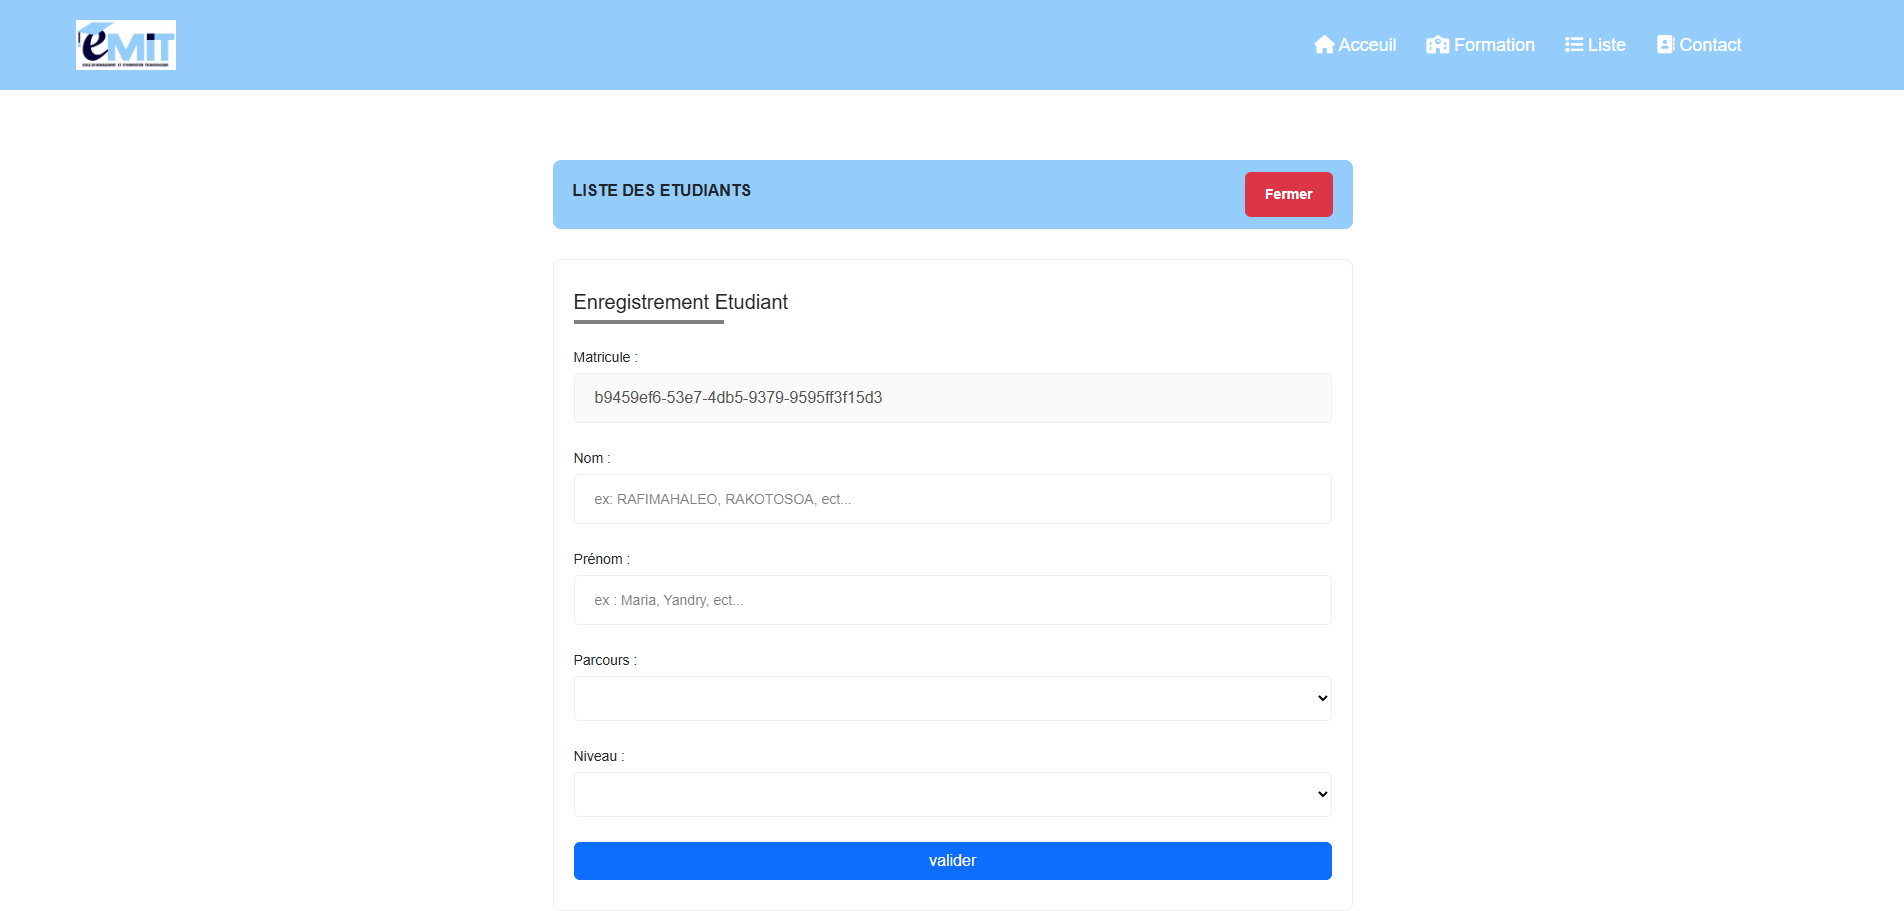 eMiT
Acceuil Formation Liste Contact
LISTE DES ETUDIANTS
Fermer
Enregistrement Etudiant
Matricule :
b9459ef6-53e7-4db5-9379-9595ff3f15d3
Nom :
ex: RAFIMAHALEO, RAKOTOSOA, ect...
Prénom :
ex : Maria, Yandry, ect...
Parcours :
Niveau :
valider